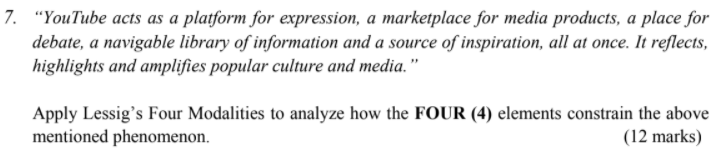 7. “YouTube acts as a platform for expression, a marketplace for media products, a place for
debate, a navigable library of information and a source of inspiration, all at once. It reflects,
highlights and amplifies popular culture and media.”
Apply Lessig’s Four Modalities to analyze how the FOUR (4) elements constrain the above
mentioned phenomenon. (12 marks)